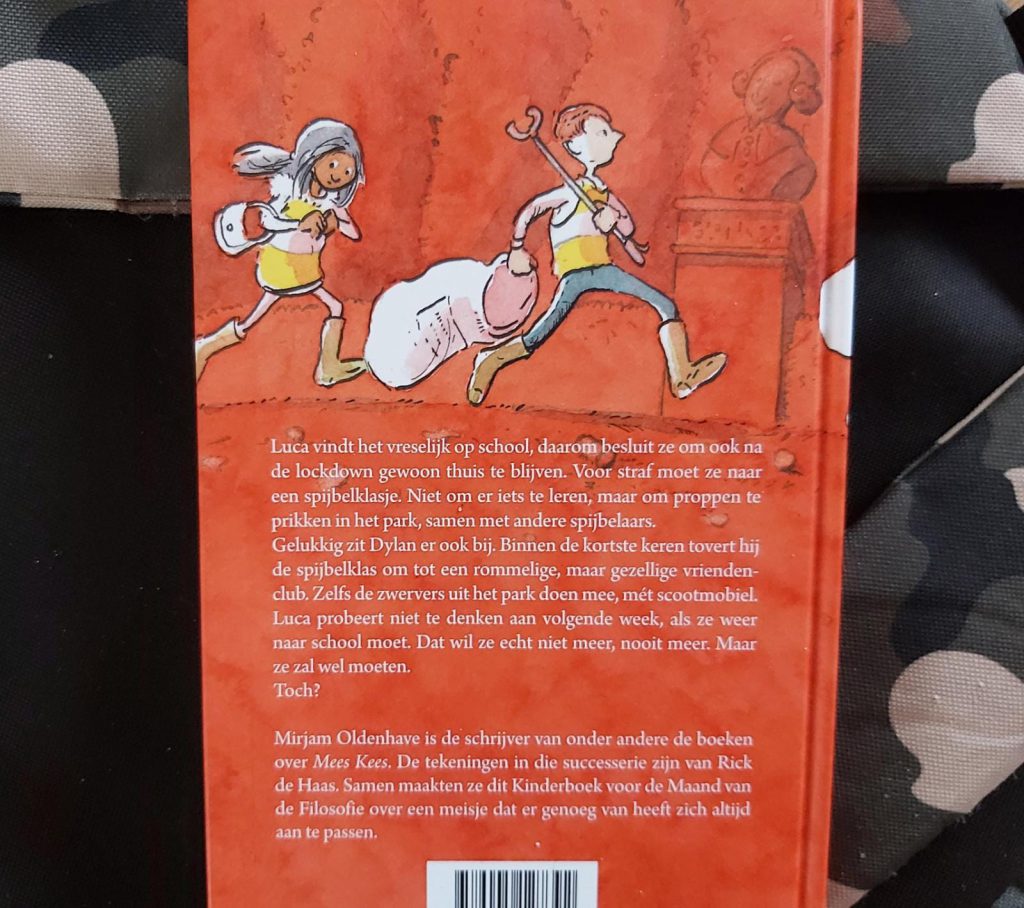 Luca vindt het vreselijk op school, daarom besluit ze om ook na
de lockdown gewoon thuis te blijven. Voor straf moet ze naar
een spijbelklasje. Niet om er iets te leren, maar om proppen te
prikken in het park, samen met andere spijbelaars.
Gelukkig zit Dylan er ook bij. Binnen de kortste keren tovert hij
de spijbelklas om tot een rommelige, maar gezellige vrienden-
club. Zelfs de zwervers uit het park doen mee, mét scootmobiel.
Luca probeert niet te denken aan volgende week, als ze weer
naar school moet. Dat wil ze echt niet meer, nooit meer. Maar
ze zal wel moeten.
Toch?
Mirjam Oldenhave is de schrijver van onder andere de boeken
over Mees Kees. De tekeningen in die successerie zijn van Rick
de Haas. Samen maakten ze dit Kinderboek voor de Maand van
de Filosofie over een meisje dat er genoeg van heeft zich altijd
aan te passen.